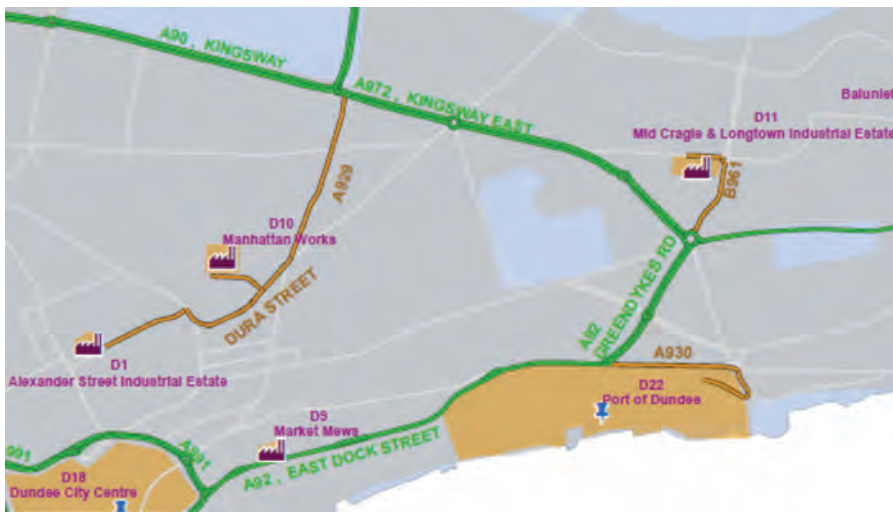 A90 , KINGSWAY
A972 , KINGSWAY EAST
Balunief
D11
Mid Cragie & Longtown Industrial Estate
B961
A929
D10
Manhattan Works
DURA STREET
A92
GREENDYKES RD
A930
D1
Alexander Street Industrial Estate
D22
Port of Dundee
D9
Market Mews
A92 , EAST DOCK STREET
A991
991
D18
Dundee City Centre